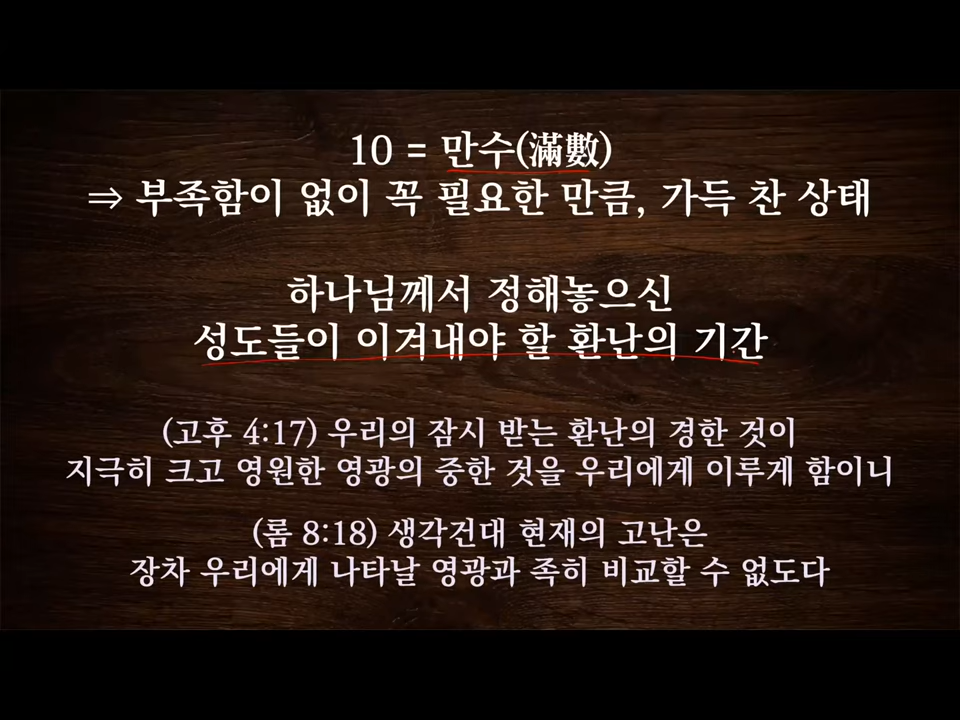 10 = 만수(滿數)
⇒ 부족함이 없이 꼭 필요한 만큼, 가득 찬 상태
하나님께서 정해놓으신
성도들이 이겨내야 할 환난의 기간
(고후 4:17) 우리의 잠시 받는 환난의 경한 것이
지극히 크고 영원한 영광의 중한 것을 우리에게 이루게 함이니
(롬 8:18) 생각건대 현재의 고난은
장차 우리에게 나타날 영광과 족히 비교할 수 없도다